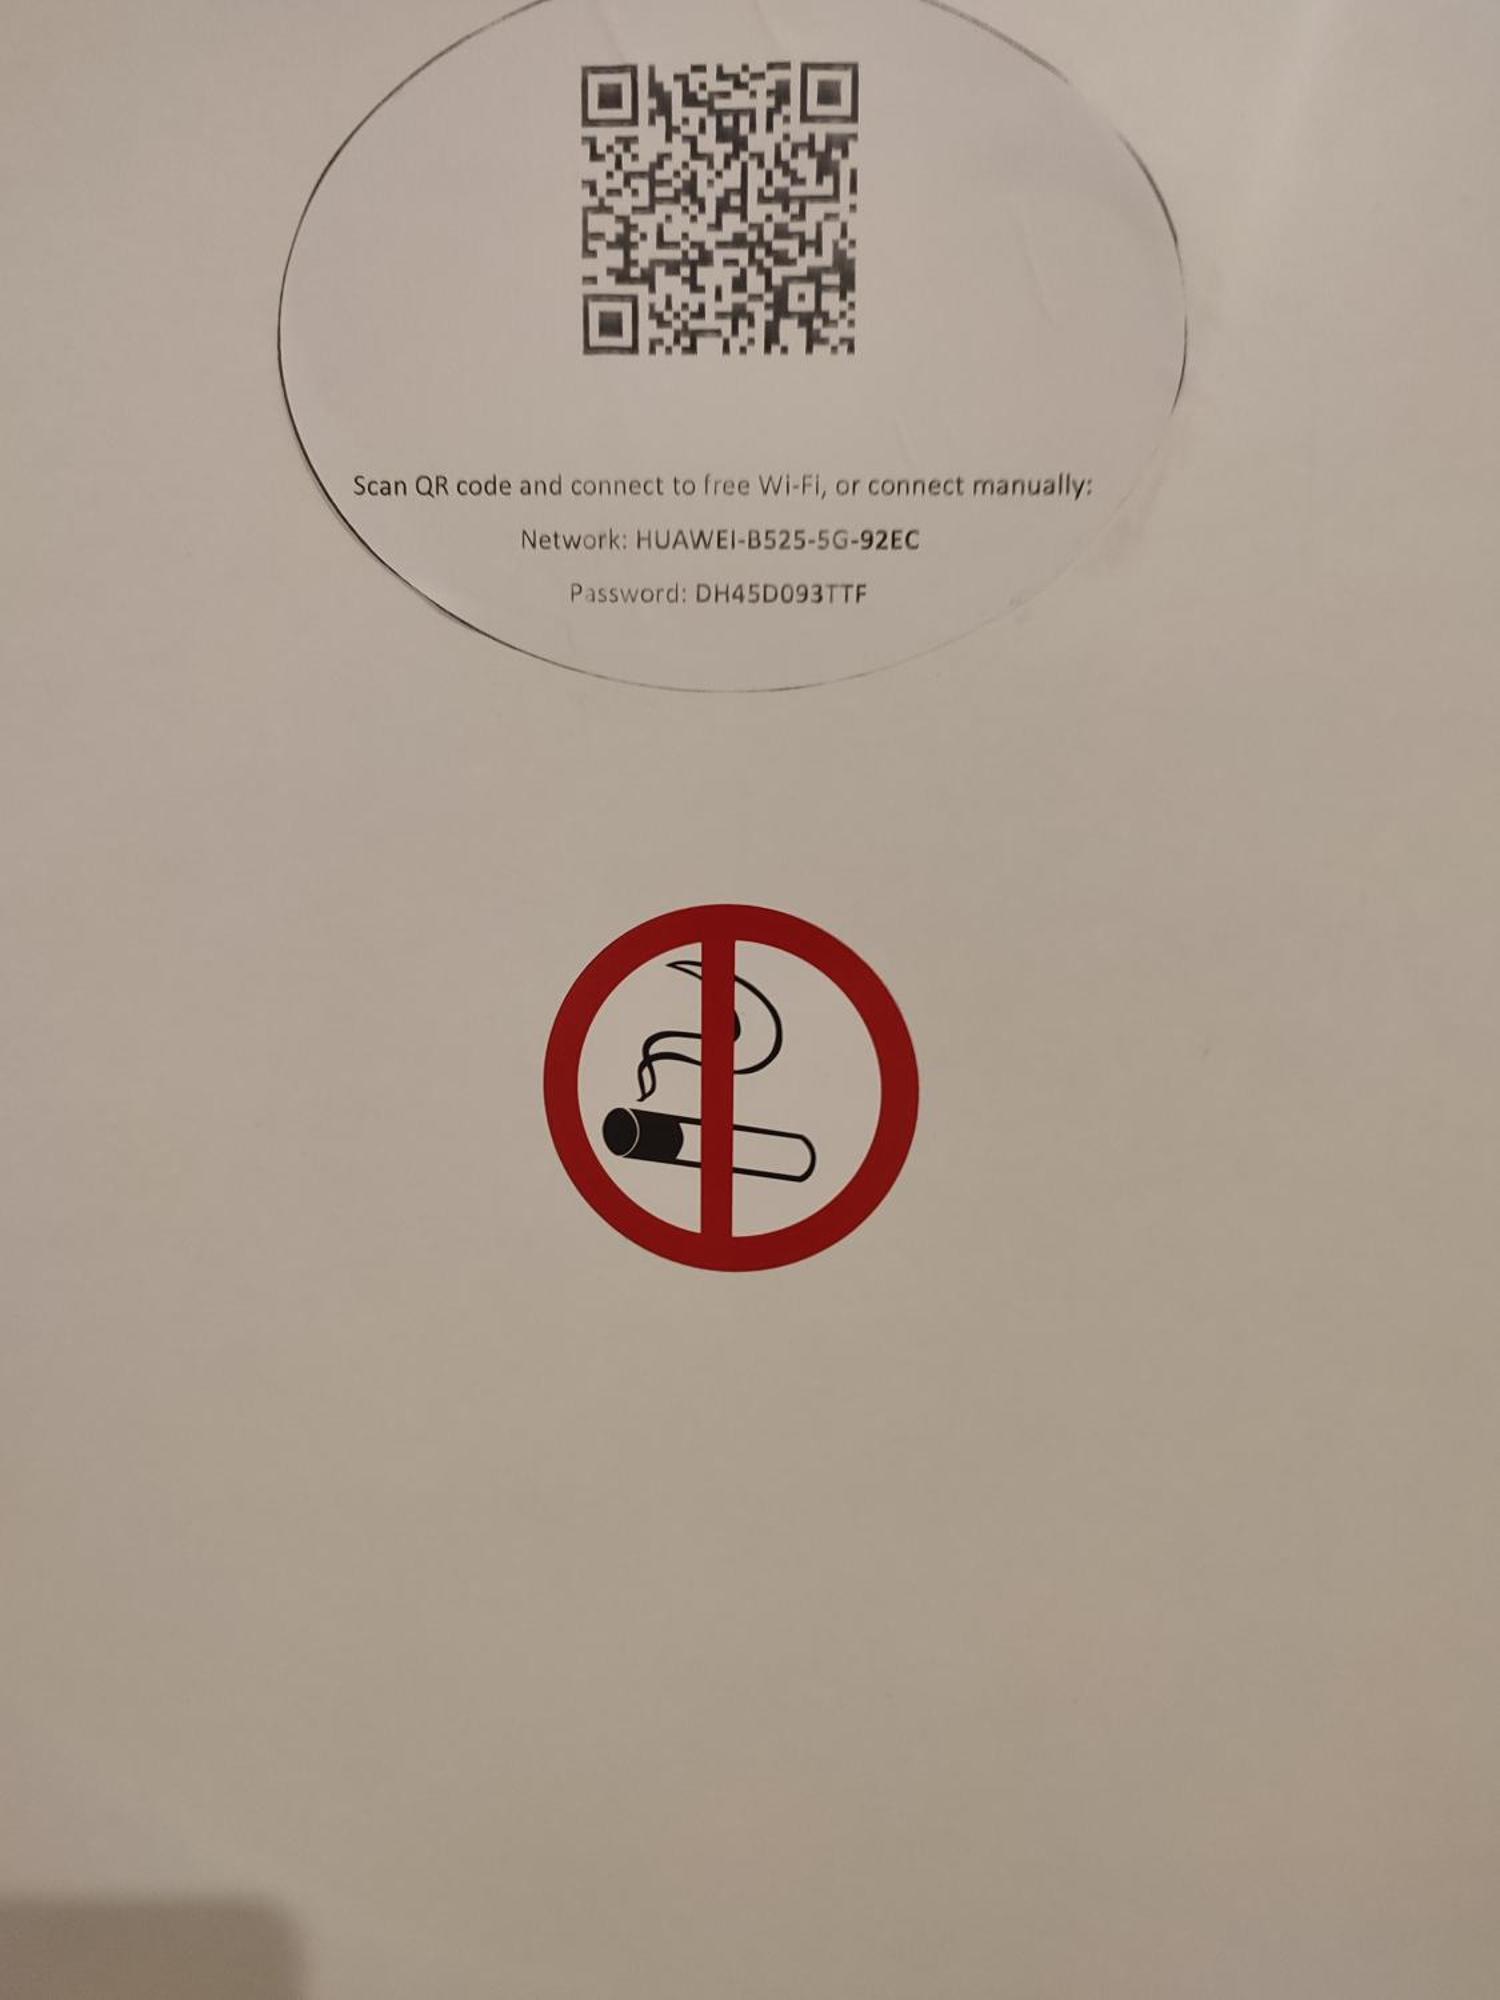 Scan QR code and connect to free Wi-Fi, or connect manually:
Network: HUAWEI-B525-5G-92EC
Password: DH45D093TTF